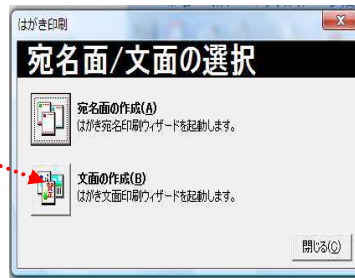 はがき印刷
宛名面/文面の選択
宛名面の作成(A)
はがき宛名印刷ウィザードを起動します。
文面の作成(B)
はがき文面印刷ウィザードを起動します。
閉じる(C)